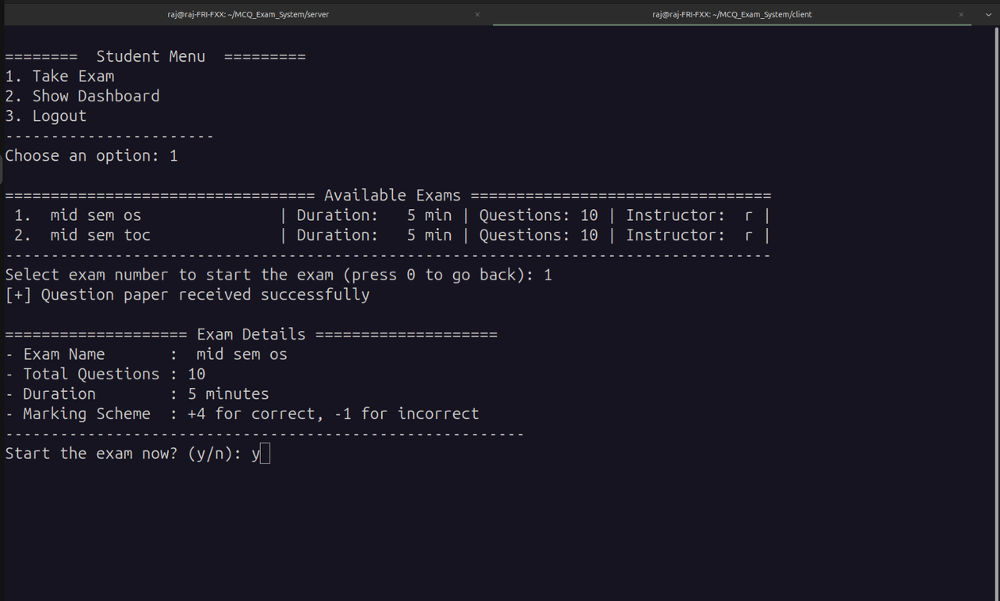 raj@raj-FRI-FXX: ~/MCQ_Exam_System/server × raj@raj-FRI-FXX: ~/MCQ_Exam_System/client ×
========  Student Menu  =========
1. Take Exam
2. Show Dashboard
3. Logout
-----------------------
Choose an option: 1
================================== Available Exams =================================
 1.  mid sem os               | Duration:   5 min | Questions: 10 | Instructor:  r |
 2.  mid sem toc              | Duration:   5 min | Questions: 10 | Instructor:  r |
------------------------------------------------------------------------------------
Select exam number to start the exam (press 0 to go back): 1
[+] Question paper received successfully
==================== Exam Details ====================
- Exam Name       :  mid sem os
- Total Questions : 10
- Duration        : 5 minutes
- Marking Scheme  : +4 for correct, -1 for incorrect
---------------------------------------------------------
Start the exam now? (y/n): y